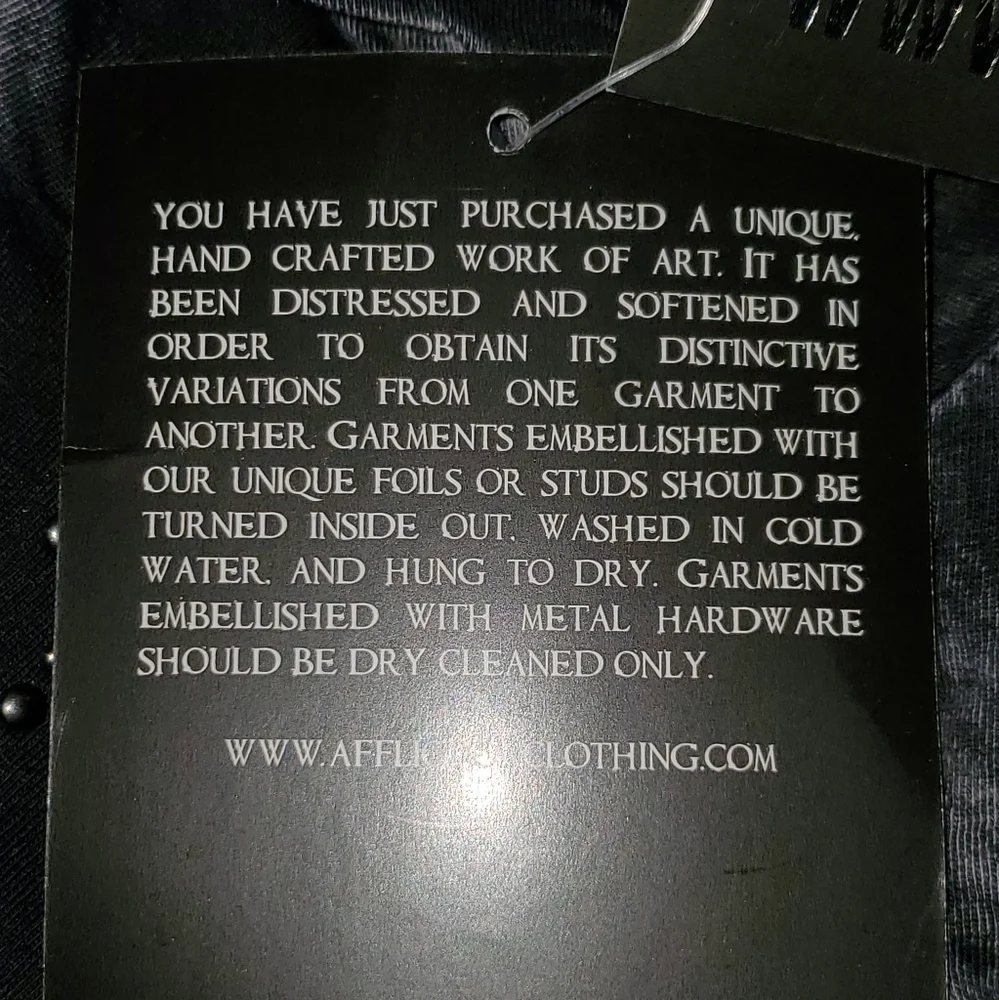 YOU HAVE JUST PURCHASED A UNIQUE,
HAND CRAFTED WORK OF ART. IT HAS
BEEN DISTRESSED AND SOFTENED IN
ORDER TO OBTAIN ITS DISTINCTIVE
VARIATIONS FROM ONE GARMENT TO
ANOTHER. GARMENTS EMBELLISHED WITH
OUR UNIQUE FOILS OR STUDS SHOULD BE
TURNED INSIDE OUT, WASHED IN COLD
WATER, AND HUNG TO DRY. GARMENTS
EMBELLISHED WITH METAL HARDWARE
SHOULD BE DRY CLEANED ONLY.